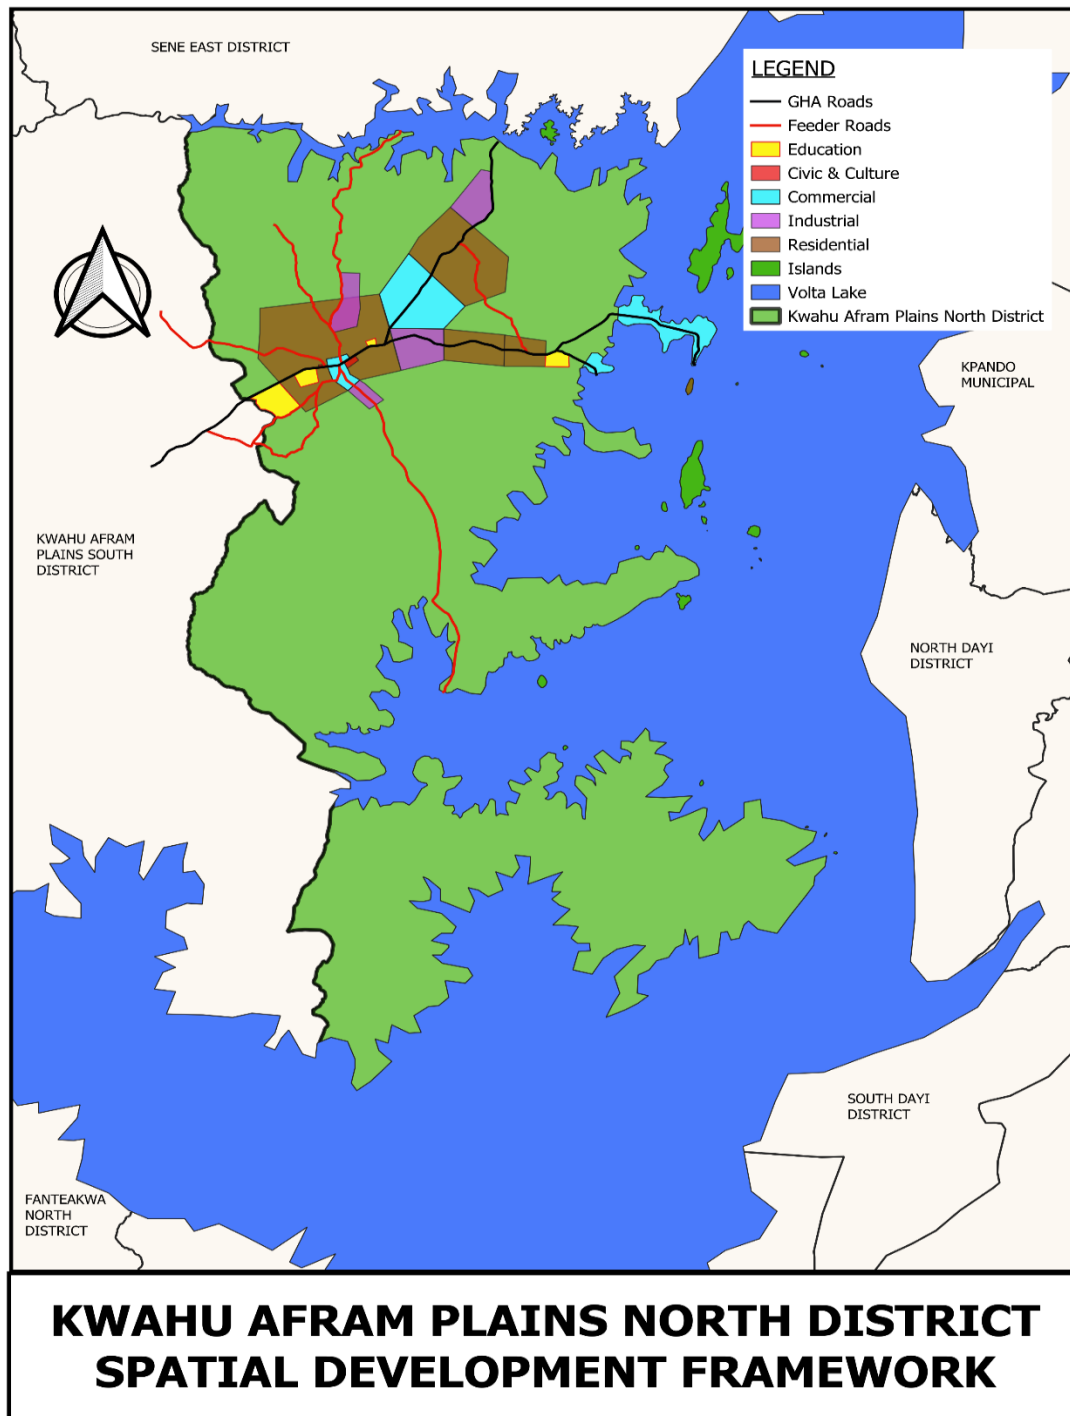 SENE EAST DISTRICT
LEGEND
GHA Roads
Feeder Roads
Education
Civic & Culture
Commercial
Industrial
Residential
Islands
Volta Lake
Kwahu Afram Plains North District
KPANDO
MUNICIPAL
KWAHU AFRAM
PLAINS SOUTH
DISTRICT
NORTH DAYI
DISTRICT
SOUTH DAYI
DISTRICT
FANTEAKWA
NORTH
DISTRICT
KWAHU AFRAM PLAINS NORTH DISTRICT
SPATIAL DEVELOPMENT FRAMEWORK